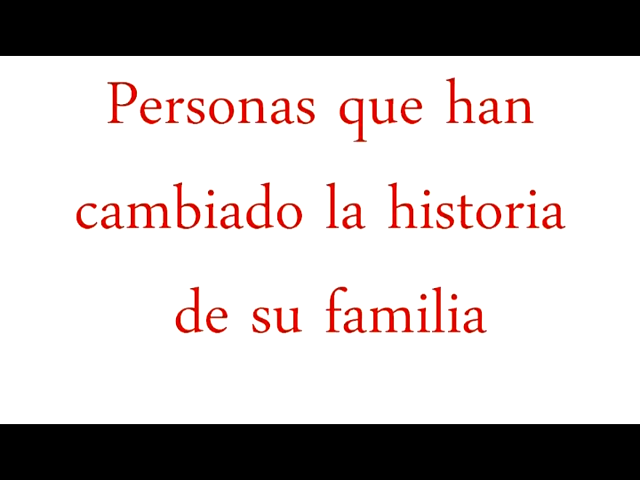 Personas que han
cambiado la historia
de su familia